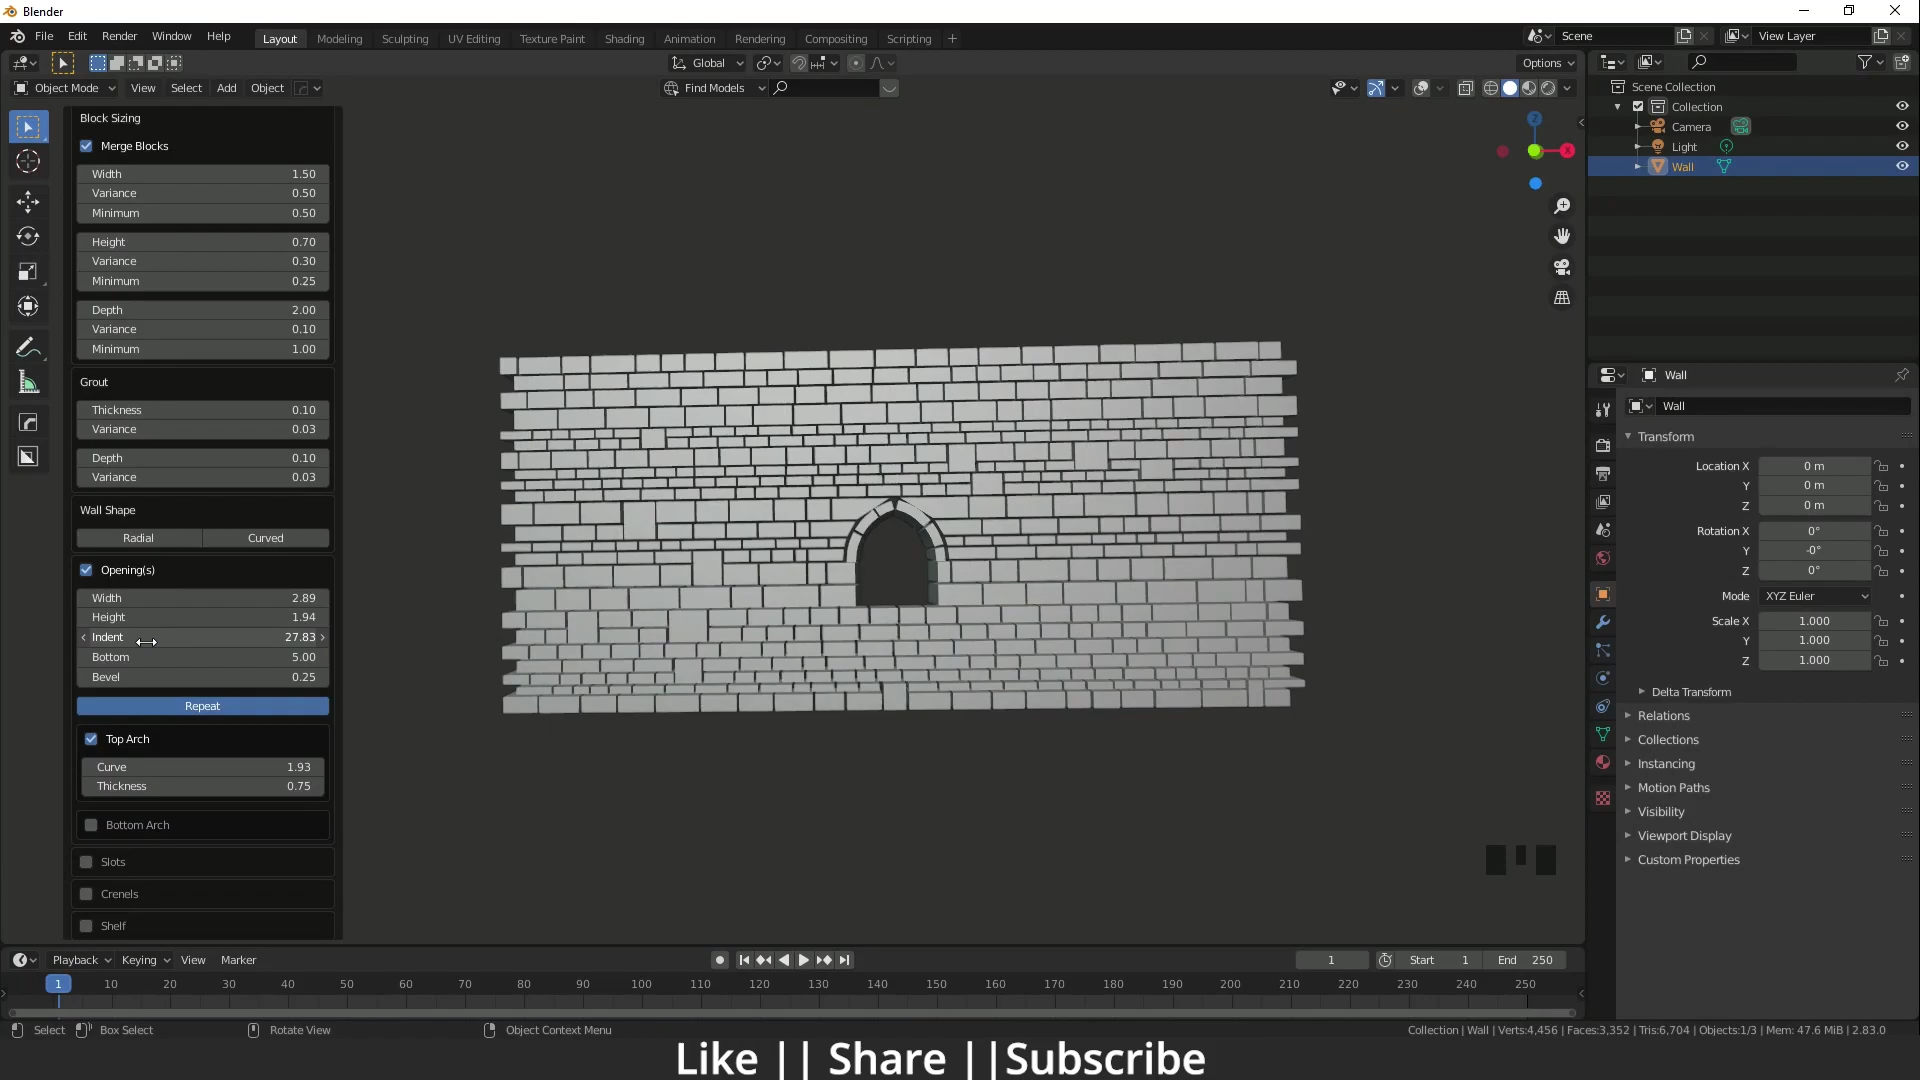 Blender
File Edit Render Window Help Layout Modeling Sculpting UV Editing Texture Paint Shading Animation Rendering Compositing Scripting + Scene View Layer
Global Options
Object Mode View Select Add Object Find Models
Block Sizing
Merge Blocks
Width 1.50
Variance 0.50
Minimum 0.50
Height 0.70
Variance 0.30
Minimum 0.25
Depth 2.00
Variance 0.10
Minimum 1.00
Grout
Thickness 0.10
Variance 0.03
Depth 0.10
Variance 0.03
Wall Shape
Radial Curved
Opening(s)
Width 2.89
Height 1.94
Indent 27.83
Bottom 5.00
Bevel 0.25
Repeat
Top Arch
Curve 1.93
Thickness 0.75
Bottom Arch
Slots
Crenels
Shelf
Z
X
Scene Collection
Collection
Camera
Light
Wall
Wall
Wall
Transform
Location X 0 m
Y 0 m
Z 0 m
Rotation X 0°
Y -0°
Z 0°
Mode XYZ Euler
Scale X 1.000
Y 1.000
Z 1.000
Delta Transform
Relations
Collections
Instancing
Motion Paths
Visibility
Viewport Display
Custom Properties
Playback Keying View Marker 1 Start 1 End 250
1 10 20 30 40 50 60 70 80 90 100 110 120 130 140 150 160 170 180 190 200 210 220 230 240 250
Select Box Select Rotate View Object Context Menu Collection | Wall | Verts:4,456 | Faces:3,352 | Tris:6,704 | Objects:1/3 | Mem: 47.6 MiB | 2.83.0
Like || Share ||Subscribe